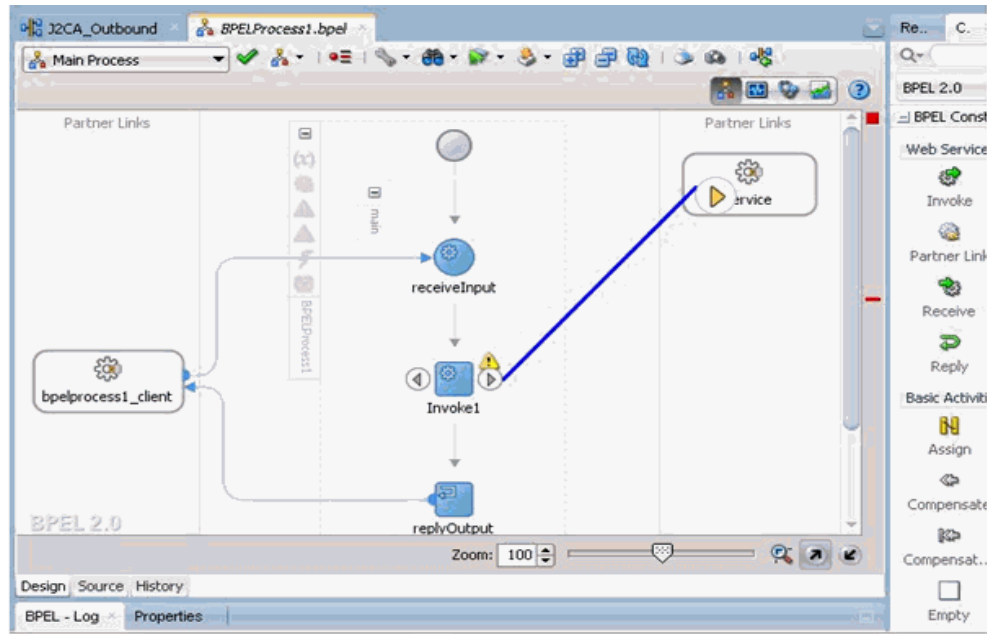 J2CA_Outbound
BPELProcess1.bpel
Re..
C.
Main Process
BPEL 2.0
Partner Links
Partner Links
BPEL Const
Web Service
Invoke
Partner Link
Receive
Reply
Basic Activiti
Assign
Compensate
Compensat...
Empty
(x)
main
BPELProcess1
ervice
receiveInput
bpelprocess1_client
Invoke1
replyOutput
BPEL 2.0
Zoom: 100
Design Source History
BPEL - Log Properties